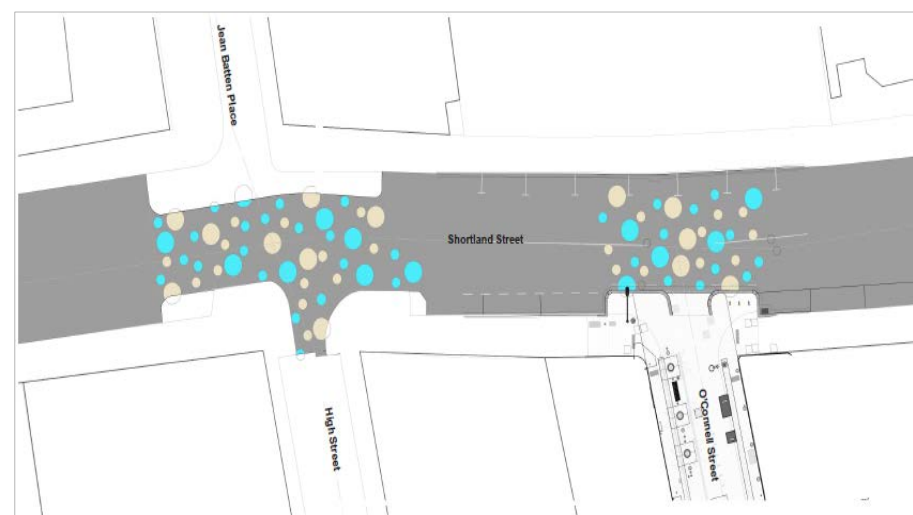 Jean Batten Place
Shortland Street
High Street
O'Connell Street